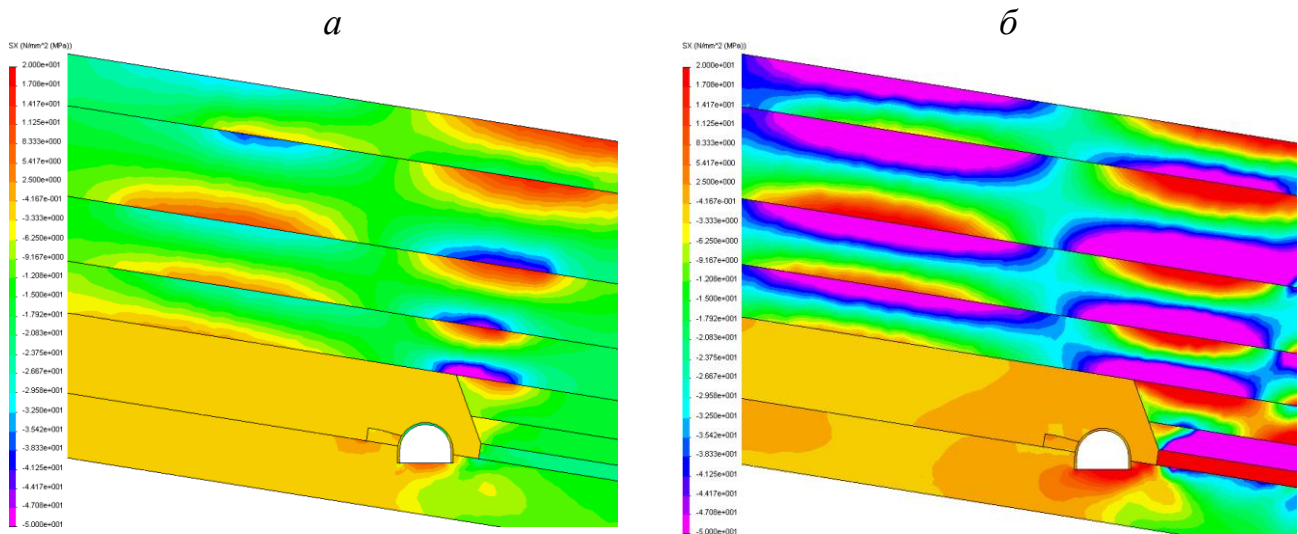 а
б
SX (N/mm^2 (MPa))
2.000e+001
1.708e+001
1.417e+001
1.125e+001
8.333e+000
5.417e+000
2.500e+000
-4.167e-001
-3.333e+000
-6.250e+000
-9.167e+000
-1.208e+001
-1.500e+001
-1.792e+001
-2.083e+001
-2.375e+001
-2.667e+001
-2.958e+001
-3.250e+001
-3.542e+001
-3.833e+001
-4.125e+001
-4.417e+001
-4.708e+001
-5.000e+001
SX (N/mm^2 (MPa))
2.000e+001
1.708e+001
1.417e+001
1.125e+001
8.333e+000
5.417e+000
2.500e+000
-4.167e-001
-3.333e+000
-6.250e+000
-9.167e+000
-1.208e+001
-1.500e+001
-1.792e+001
-2.083e+001
-2.375e+001
-2.667e+001
-2.958e+001
-3.250e+001
-3.542e+001
-3.833e+001
-4.125e+001
-4.417e+001
-4.708e+001
-5.000e+001